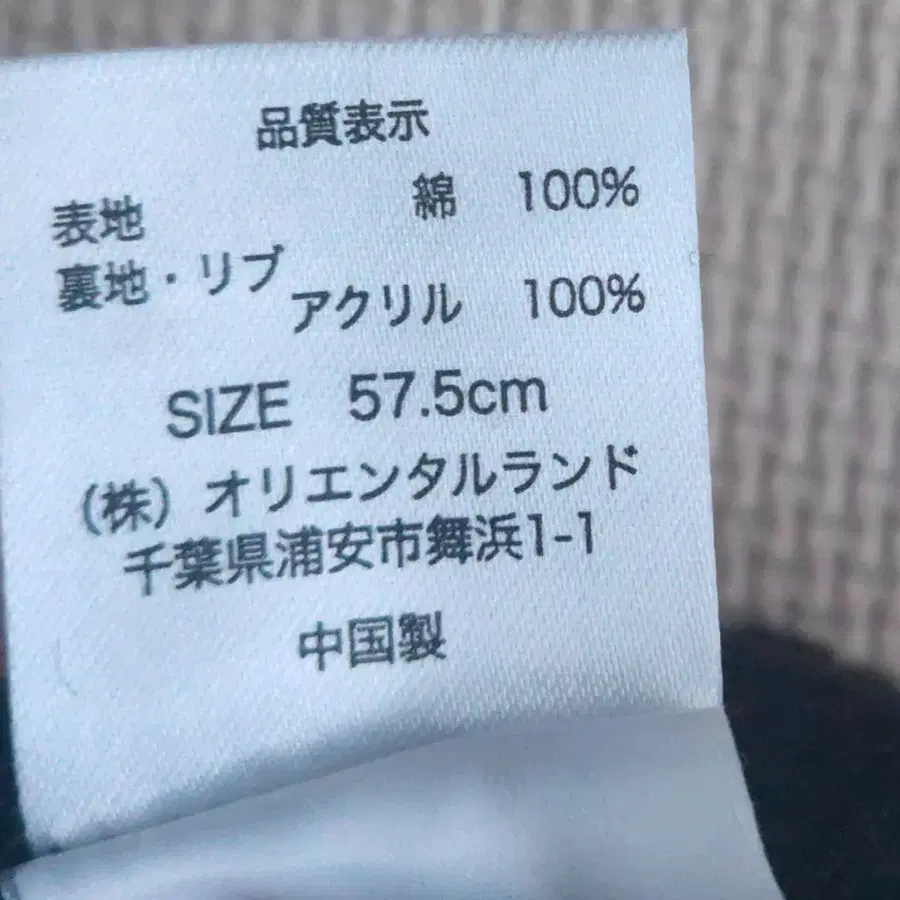 品質表示
表地 綿 100%
裏地・リブ アクリル 100%
SIZE 57.5cm
(株)オリエンタルランド
千葉県浦安市舞浜1-1
中国製